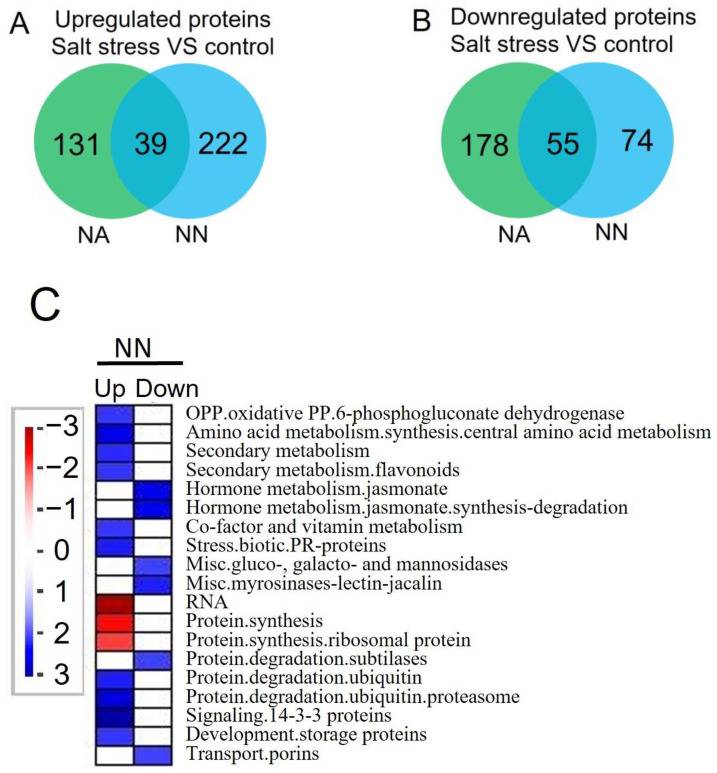 A
Upregulated proteins
Salt stress VS control
131
39
222
NA
NN
B
Downregulated proteins
Salt stress VS control
178
55
74
NA
NN
C
NN
Up Down
−3
−2
−1
0
1
2
3
OPP.oxidative PP.6-phosphogluconate dehydrogenase
Amino acid metabolism.synthesis.central amino acid metabolism
Secondary metabolism
Secondary metabolism.flavonoids
Hormone metabolism.jasmonate
Hormone metabolism.jasmonate.synthesis-degradation
Co-factor and vitamin metabolism
Stress.biotic.PR-proteins
Misc.gluco-, galacto- and mannosidases
Misc.myrosinases-lectin-jacalin
RNA
Protein.synthesis
Protein.synthesis.ribosomal protein
Protein.degradation.subtilases
Protein.degradation.ubiquitin
Protein.degradation.ubiquitin.proteasome
Signaling.14-3-3 proteins
Development.storage proteins
Transport.porins